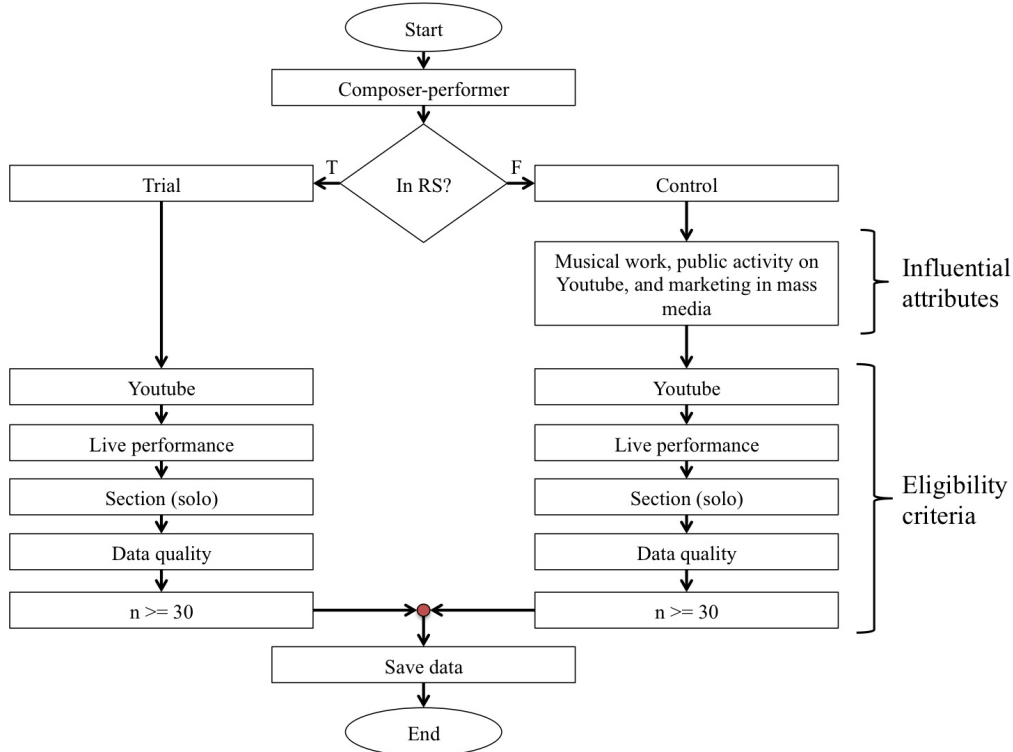 Start
Composer-performer
T
F
In RS?
Trial
Control
Musical work, public activity on
Youtube, and marketing in mass
media
Influential
attributes
Youtube
Youtube
Live performance
Live performance
Section (solo)
Section (solo)
Eligibility
criteria
Data quality
Data quality
n >= 30
n >= 30
Save data
End